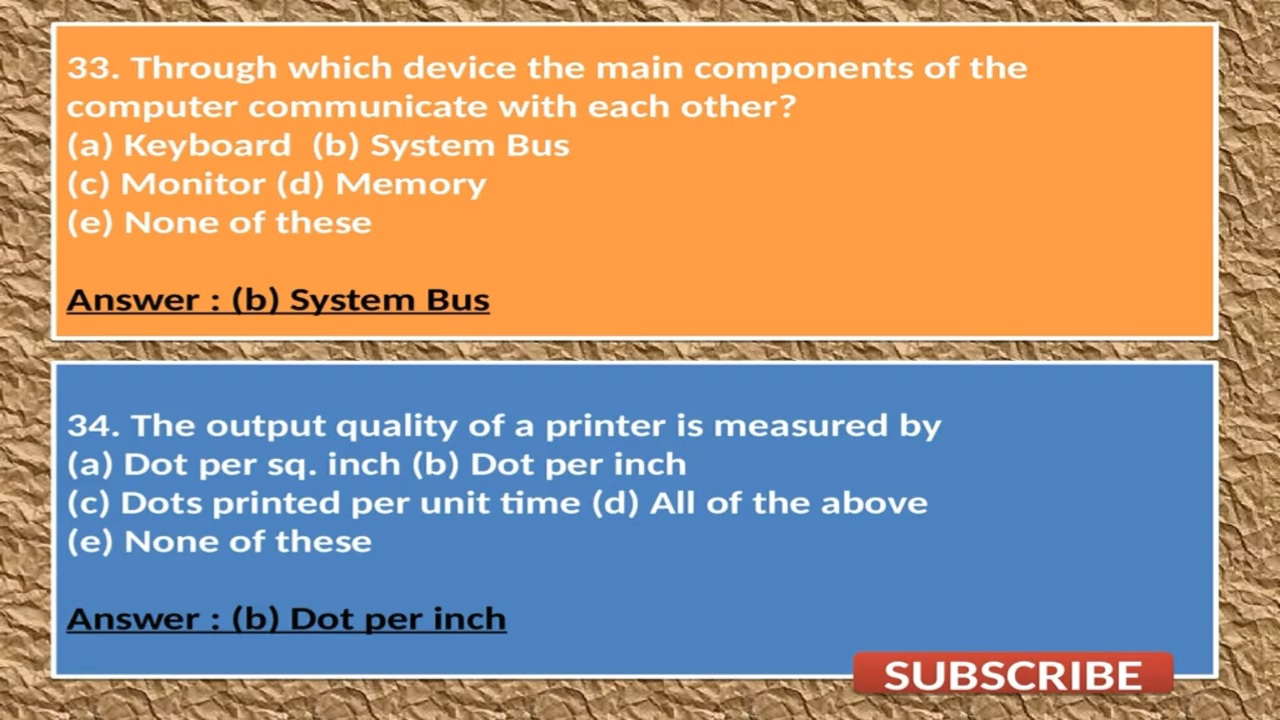 33. Through which device the main components of the
computer communicate with each other?
(a) Keyboard  (b) System Bus
(c) Monitor (d) Memory
(e) None of these
Answer : (b) System Bus
34. The output quality of a printer is measured by
(a) Dot per sq. inch (b) Dot per inch
(c) Dots printed per unit time (d) All of the above
(e) None of these
Answer : (b) Dot per inch
SUBSCRIBE